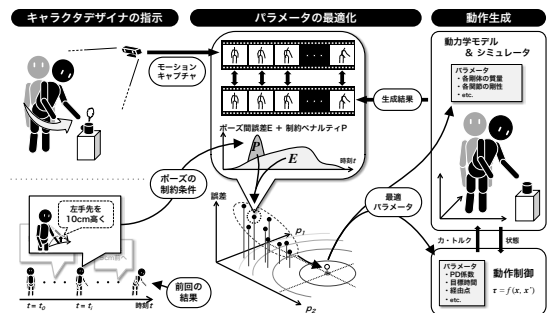 キャラクタデザイナの指示
パラメータの最適化
動作生成
モーション
キャプチャ
ポーズの
制約条件
左手先を
10cm高く
前回の
結果
t = t₀
t = tᵢ
時刻t
ポーズ間誤差E + 制約ペナルティP
P
E
時刻t
誤差
p₁
p₂
生成結果
最適
パラメータ
動力学モデル
& シミュレータ
パラメータ
・各剛体の質量
・各関節の剛性
・etc.
力・トルク
状態
パラメータ
・PD係数
・目標時間
・経由点
・etc.
動作制御
τ = f(x, x')